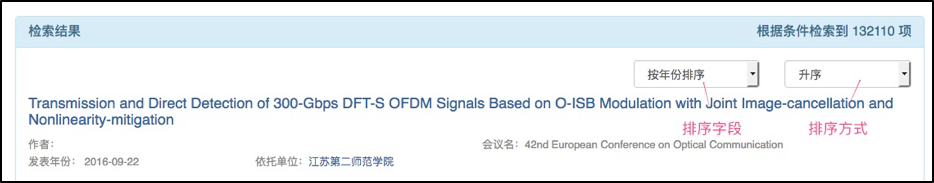 检索结果
根据条件检索到 132110 项
按年份排序
升序
Transmission and Direct Detection of 300-Gbps DFT-S OFDM Signals Based on O-ISB Modulation with Joint Image-cancellation and
Nonlinearity-mitigation
排序字段
排序方式
作者：
会议名：42nd European Conference on Optical Communication
发表年份：2016-09-22
依托单位：江苏第二师范学院